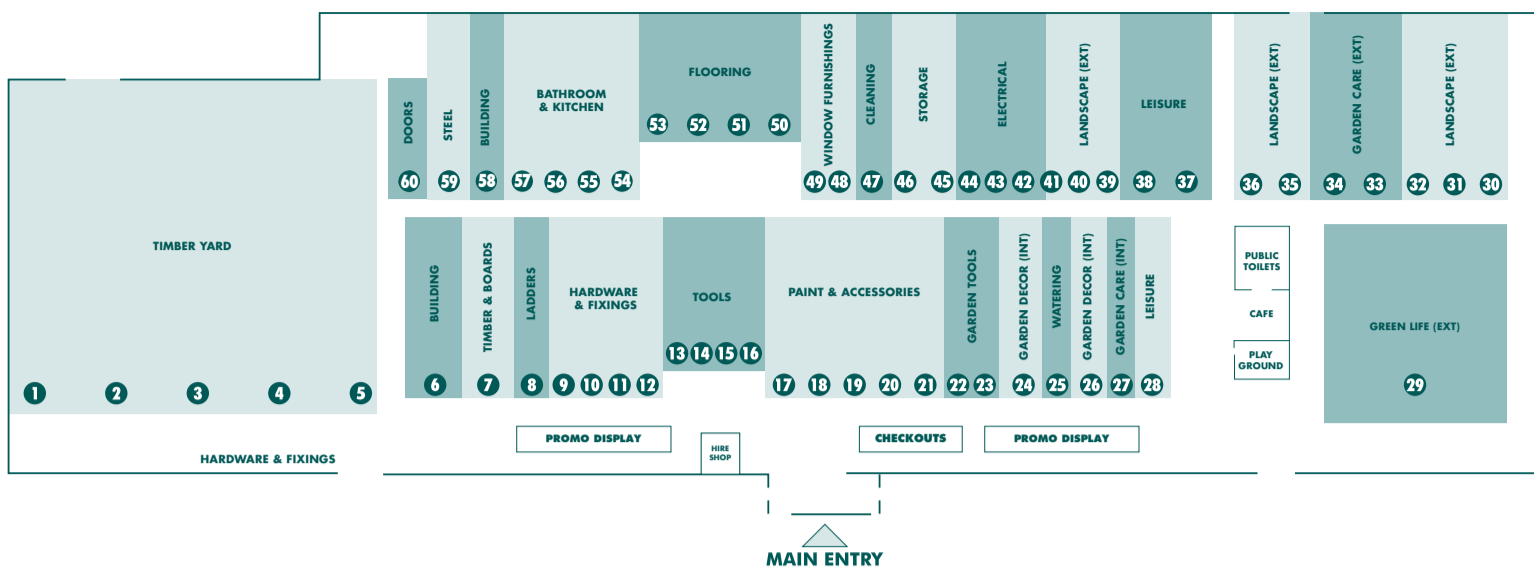 FLOORING
BATHROOM
& KITCHEN
DOORS
STEEL
BUILDING
WINDOW FURNISHINGS
CLEANING
STORAGE
ELECTRICAL
LANDSCAPE (EXT)
LEISURE
LANDSCAPE (EXT)
GARDEN CARE (EXT)
LANDSCAPE (EXT)
53 52 51 50
60 59 58 57 56 55 54 49 48 47 46 45 44 43 42 41 40 39 38 37 36 35 34 33 32 31 30
TIMBER YARD
BUILDING
TIMBER & BOARDS
LADDERS
HARDWARE
& FIXINGS
TOOLS
PAINT & ACCESSORIES
GARDEN TOOLS
GARDEN DECOR (INT)
WATERING
GARDEN DECOR (INT)
GARDEN CARE (INT)
LEISURE
PUBLIC
TOILETS
CAFE
PLAY
GROUND
GREEN LIFE (EXT)
13 14 15 16
1 2 3 4 5 6 7 8 9 10 11 12 17 18 19 20 21 22 23 24 25 26 27 28 29
PROMO DISPLAY
HIRE
SHOP
CHECKOUTS
PROMO DISPLAY
HARDWARE & FIXINGS
MAIN ENTRY